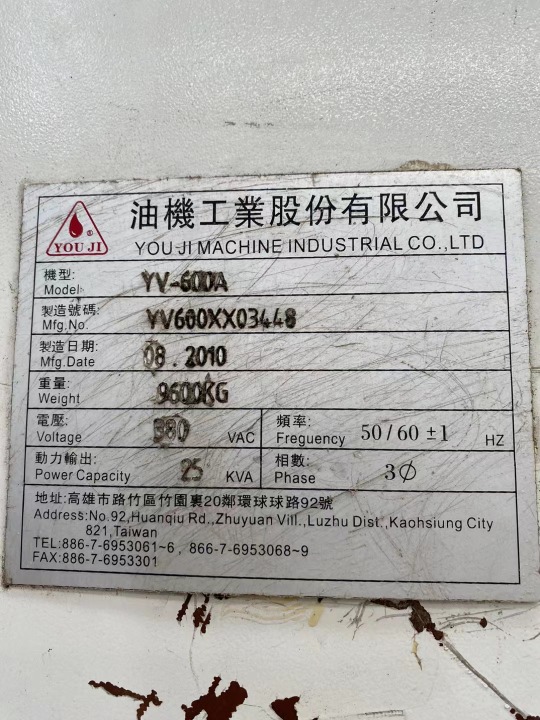 油機工業股份有限公司
YOU JI ®
YOU JI MACHINE INDUSTRIAL CO.,LTD
機型:
Model YV-600A
製造號碼:
Mfg.No. YV600XX03448
製造日期:
Mfg.Date 08.2010
重量:
Weight 9600KG
電壓:
Voltage 380 VAC
頻率:
Freguency 50/60 ±1 HZ
動力輸出:
Power Capacity 25 KVA
相數:
Phase 3∅
地址:高雄市路竹區竹園裏20鄰環球球路92號
Address:No.92,Huanqiu Rd.,Zhuyuan Vill.,Luzhu Dist.,Kaohsiung City
821,Taiwan
TEL:886-7-6953061~6 , 866-7-6953068~9
FAX:886-7-6953301